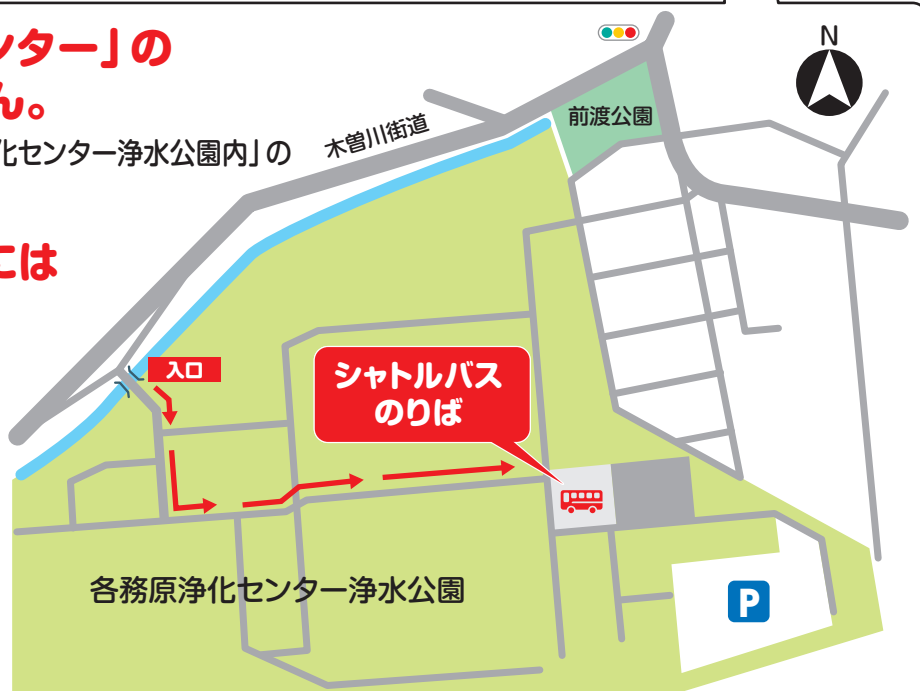 ンター」の
ん。
化センター浄水公園内」の
には
木曽川街道
前渡公園
N
入口
シャトルバス
のりば
各務原浄化センター浄水公園
P